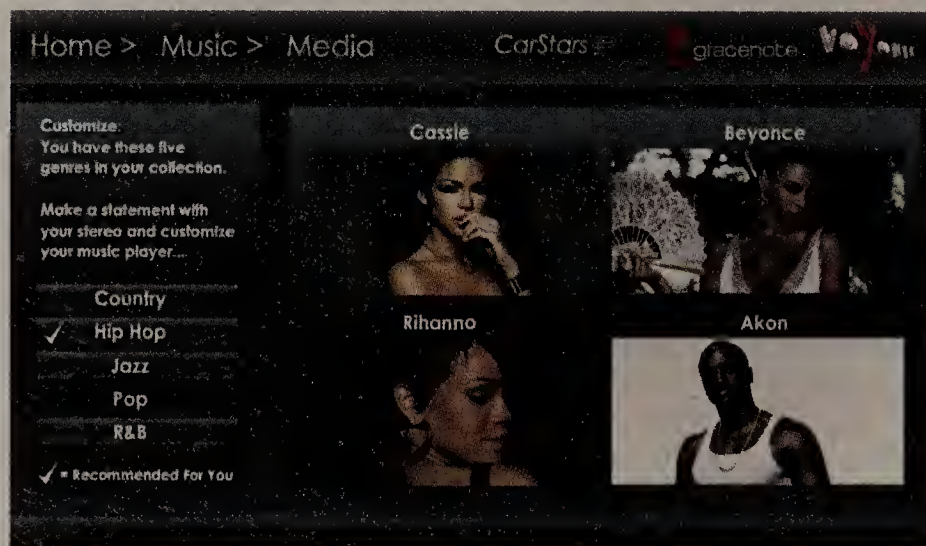 Home > Music > Media
CarStars
gracenote
Customize:
You have these five
genres in your collection.
Make a statement with
your stereo and customize
your music player...
Country
✓ Hip Hop
Jazz
Pop
R&B
✓ = Recommended For You
Cassie
Beyonce
Rihanno
Akon